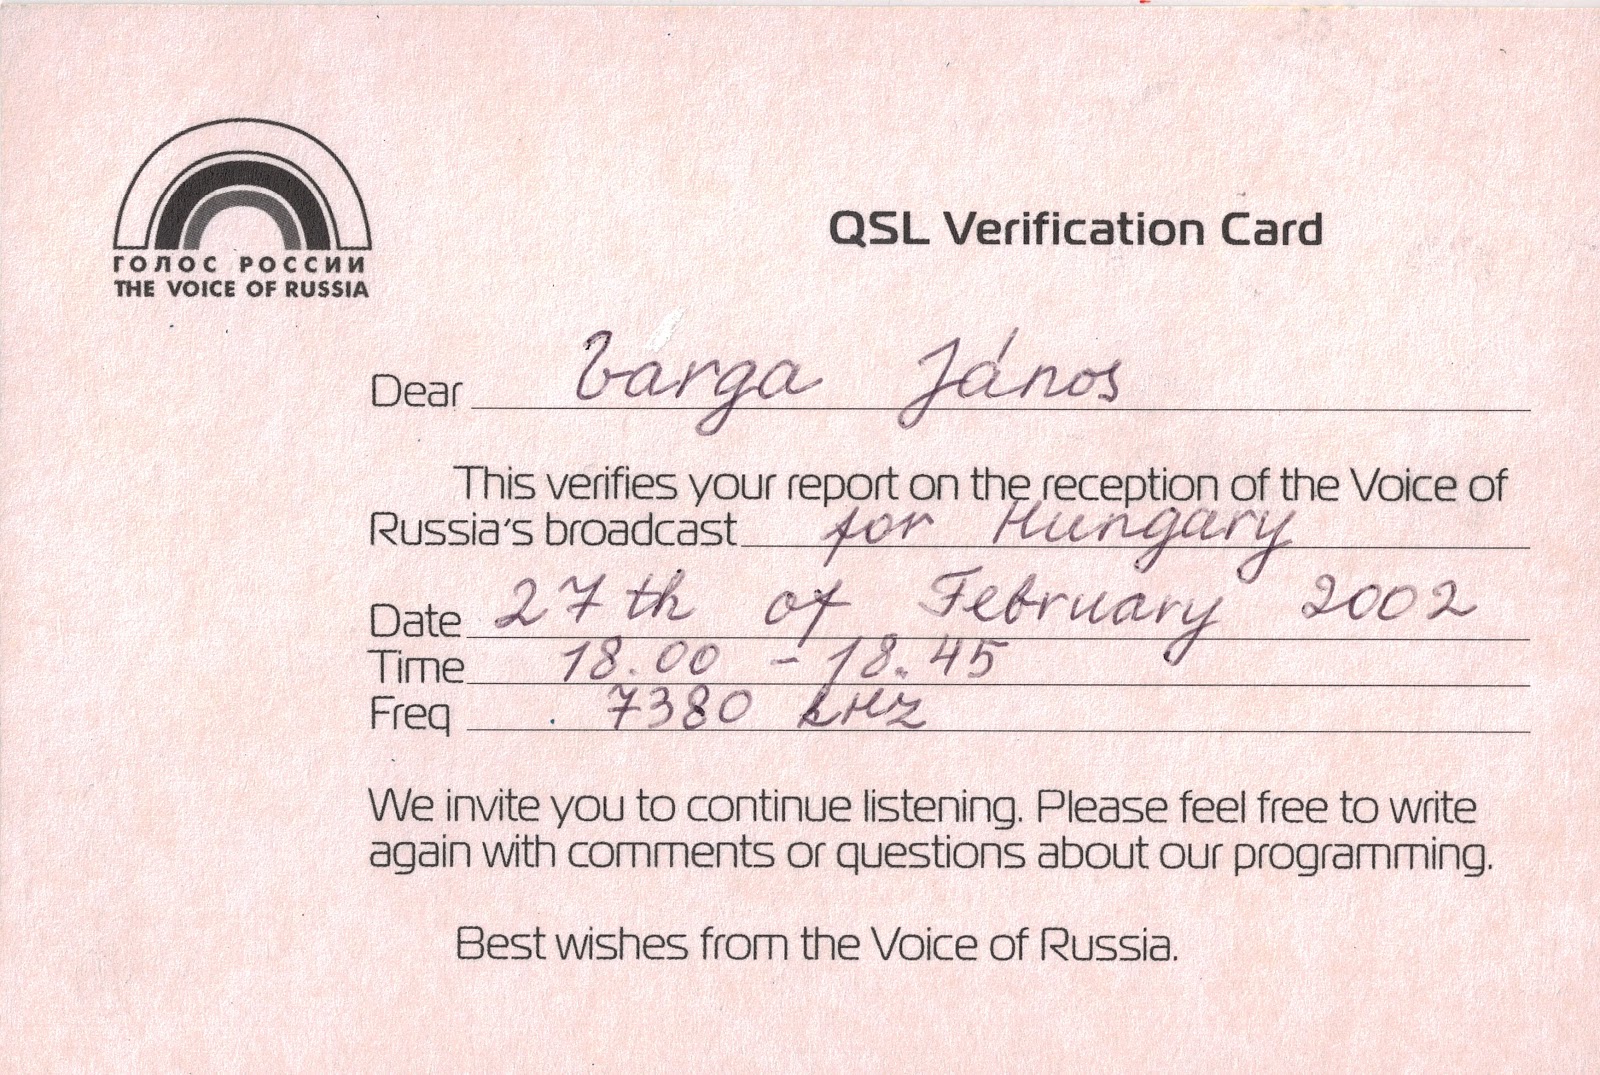 ГОЛОС РОССИИ
THE VOICE OF RUSSIA
QSL Verification Card
Dear Varga János
This verifies your report on the reception of the Voice of
Russia's broadcast for Hungary
Date 27th of February 2002
Time 18.00 - 18.45
Freq 7380 kHz
We invite you to continue listening. Please feel free to write
again with comments or questions about our programming.
Best wishes from the Voice of Russia.